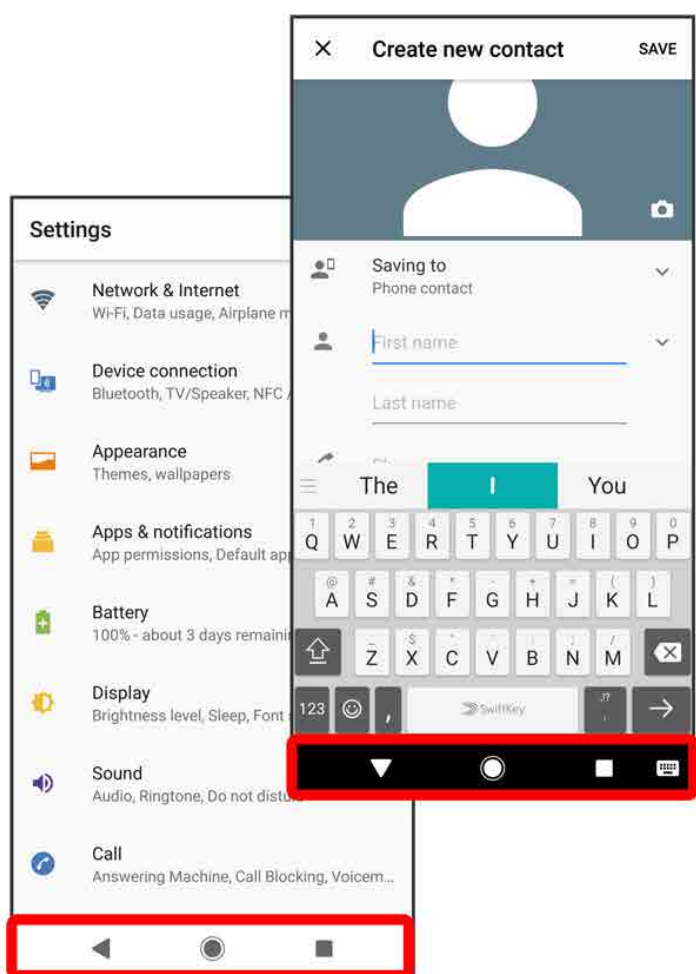 Create new contact
SAVE
Saving to
Phone contact
First name
Last name
The
I
You
1 2 3 4 5 6 7 8 9 0
Q W E R T Y U I O P
@ # & * - + = ( )
A S D F G H J K L
Z X C V B N M
123 , SwiftKey !?
Settings
Network & Internet
Wi-Fi, Data usage, Airplane m
Device connection
Bluetooth, TV/Speaker, NFC /
Appearance
Themes, wallpapers
Apps & notifications
App permissions, Default app
Battery
100% - about 3 days remaini
Display
Brightness level, Sleep, Font
Sound
Audio, Ringtone, Do not distu
Call
Answering Machine, Call Blocking, Voicem...